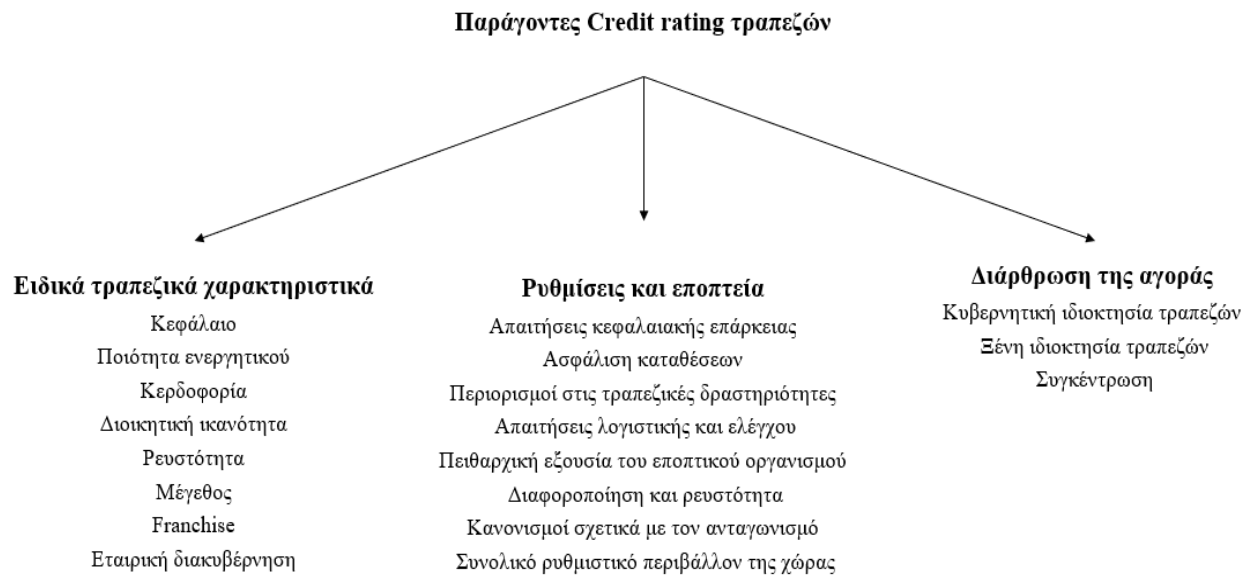 Παράγοντες Credit rating τραπεζών
Ειδικά τραπεζικά χαρακτηριστικά
Κεφάλαιο
Ποιότητα ενεργητικού
Κερδοφορία
Διοικητική ικανότητα
Ρευστότητα
Μέγεθος
Franchise
Εταιρική διακυβέρνηση
Ρυθμίσεις και εποπτεία
Απαιτήσεις κεφαλαιακής επάρκειας
Ασφάλιση καταθέσεων
Περιορισμοί στις τραπεζικές δραστηριότητες
Απαιτήσεις λογιστικής και ελέγχου
Πειθαρχική εξουσία του εποπτικού οργανισμού
Διαφοροποίηση και ρευστότητα
Κανονισμοί σχετικά με τον ανταγωνισμό
Συνολικό ρυθμιστικό περιβάλλον της χώρας
Διάρθρωση της αγοράς
Κυβερνητική ιδιοκτησία τραπεζών
Ξένη ιδιοκτησία τραπεζών
Συγκέντρωση